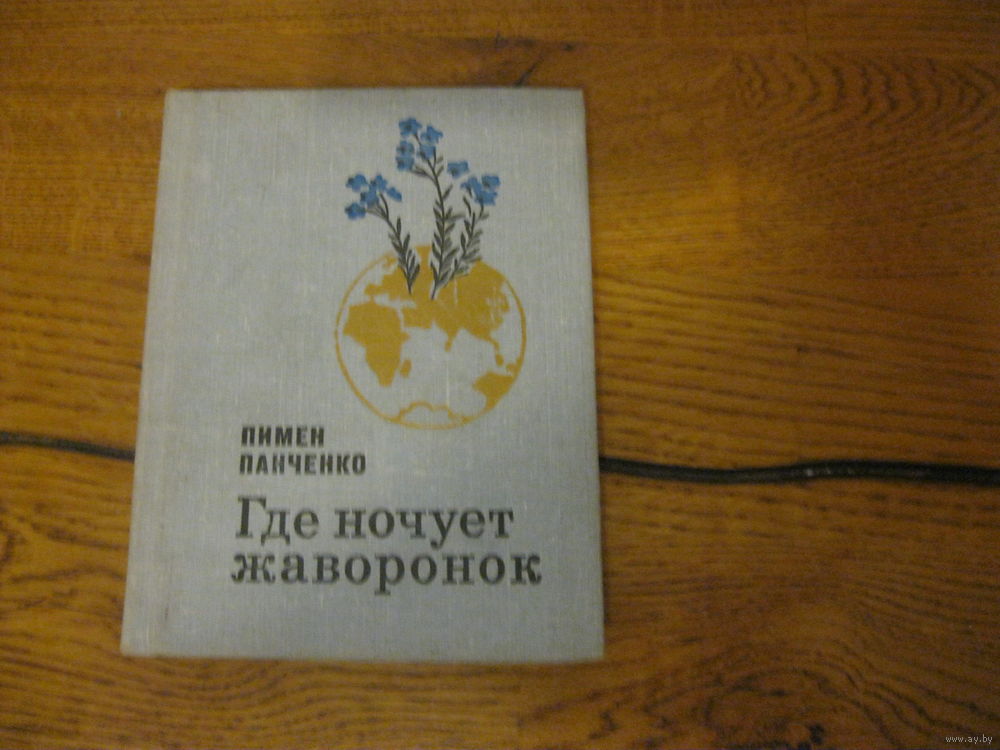 ПИМЕН
ПАНЧЕНКО
Где ночует
жаворонок
www.ay.by